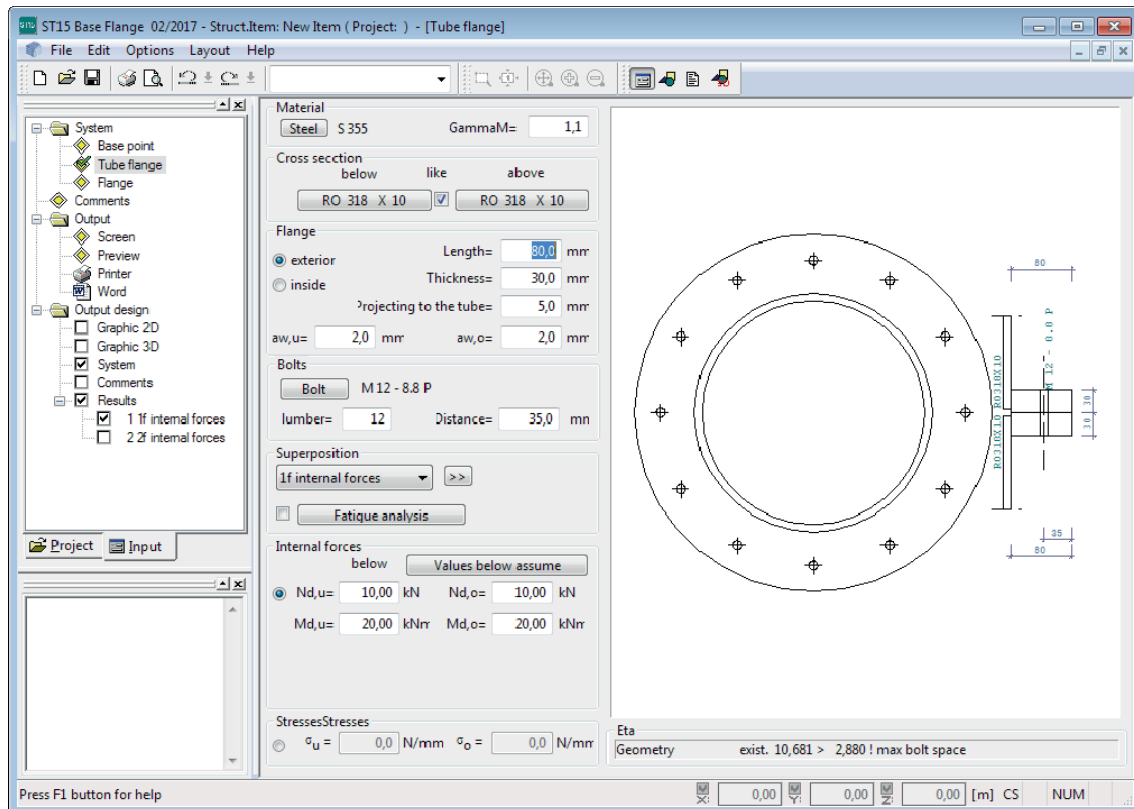 ST15 Base Flange 02/2017 - Struct.Item: New Item ( Project: ) - [Tube flange]
File Edit Options Layout Help
System
Base point
Tube flange
Flange
Comments
Output
Screen
Preview
Printer
Word
Output design
Graphic 2D
Graphic 3D
System
Comments
Results
1 1f internal forces
2 2f internal forces
Project Input
Material
Steel S 355 GammaM= 1,1
Cross secction
below like above
RO 318 X 10 RO 318 X 10
Flange
exterior
inside
Length= 80,0 mm
Thickness= 30,0 mm
Projecting to the tube= 5,0 mm
aw,u= 2,0 mm aw,o= 2,0 mm
Bolts
Bolt M 12 - 8.8 P
lumber= 12 Distance= 35,0 mn
Superposition
1f internal forces >>
Fatigue analysis
Internal forces
below Values below assume
Nd,u= 10,00 kN Nd,o= 10,00 kN
Md,u= 20,00 kNm Md,o= 20,00 kNm
StressesStresses
σu = 0,0 N/mm σo = 0,0 N/mm
80
M 12 - 8.8 P
RO318X10 RO318X10
30
30
35
80
Eta
Geometry exist. 10,681 > 2,880 ! max bolt space
Press F1 button for help
X: 0,00 Y: 0,00 Z: 0,00 [m] CS NUM